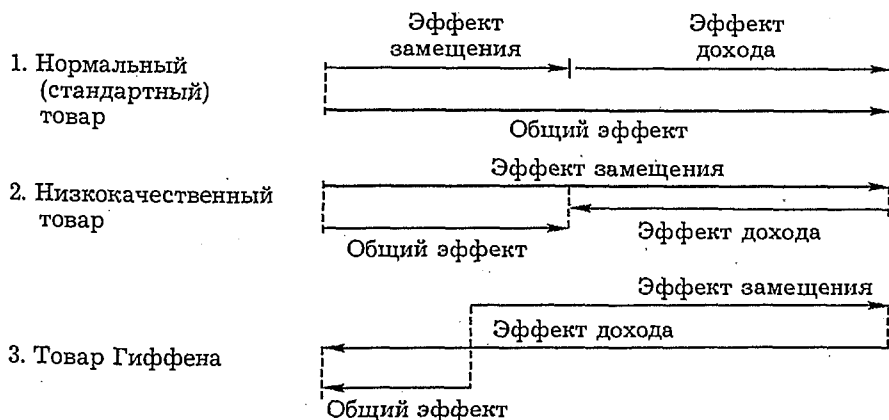 Эффект
замещения
Эффект
дохода
1. Нормальный
(стандартный)
товар
Общий эффект
Эффект замещения
2. Низкокачественный
товар
Общий эффект
Эффект дохода
Эффект замещения
Эффект дохода
3. Товар Гиффена
Общий эффект